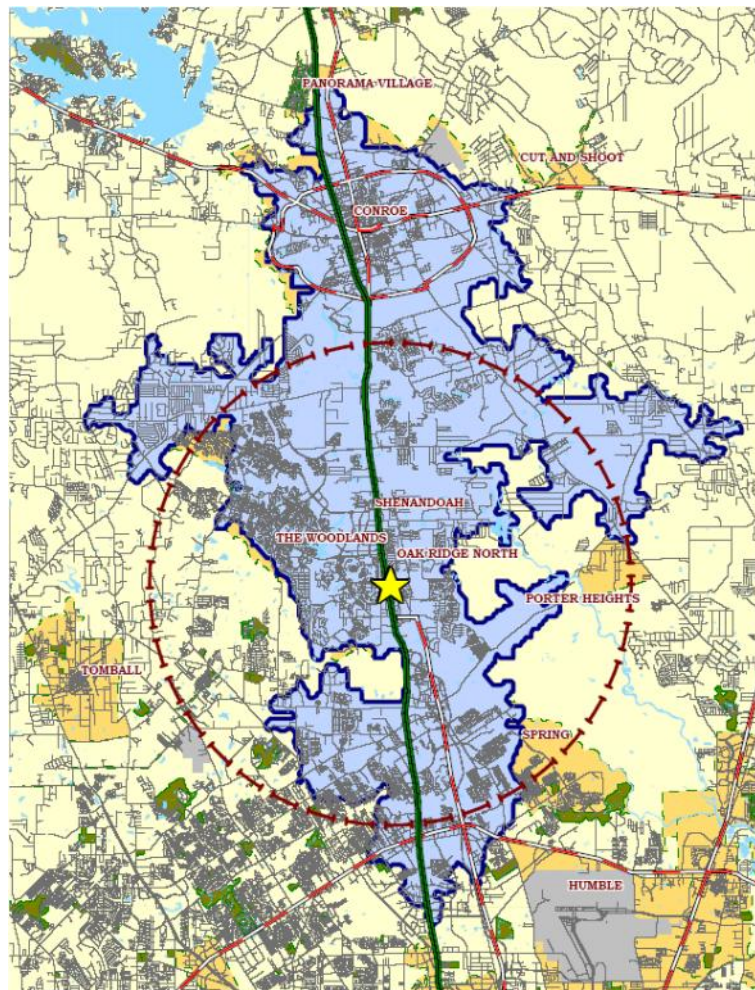 PANORAMA VILLAGE
CUT AND SHOOT
CONROE
SHENANDOAH
THE WOODLANDS
OAK RIDGE NORTH
PORTER HEIGHTS
TOMBALL
SPRING
HUMBLE